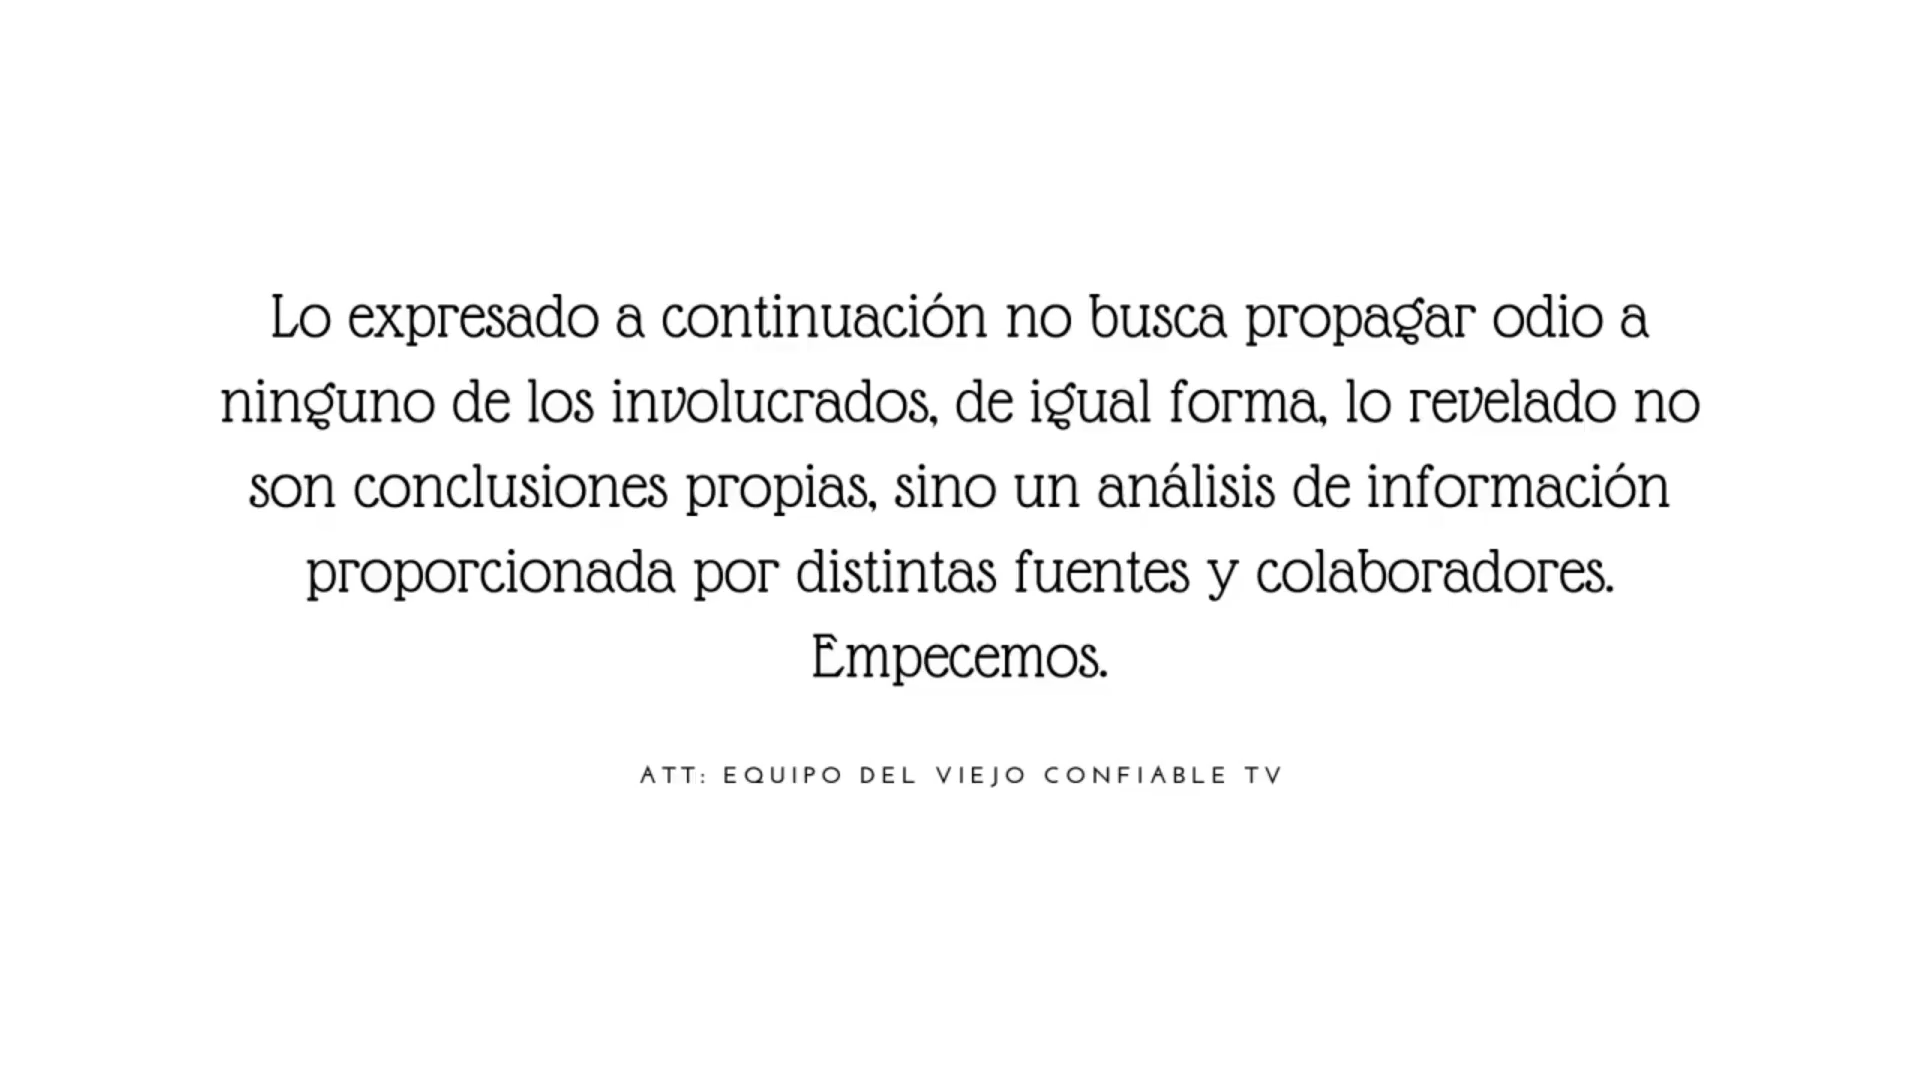 Lo expresado a continuación no busca propagar odio a
ninguno de los involucrados, de igual forma, lo revelado no
son conclusiones propias, sino un análisis de información
proporcionada por distintas fuentes y colaboradores.
Empecemos.
ATT: EQUIPO DEL VIEJO CONFIABLE TV